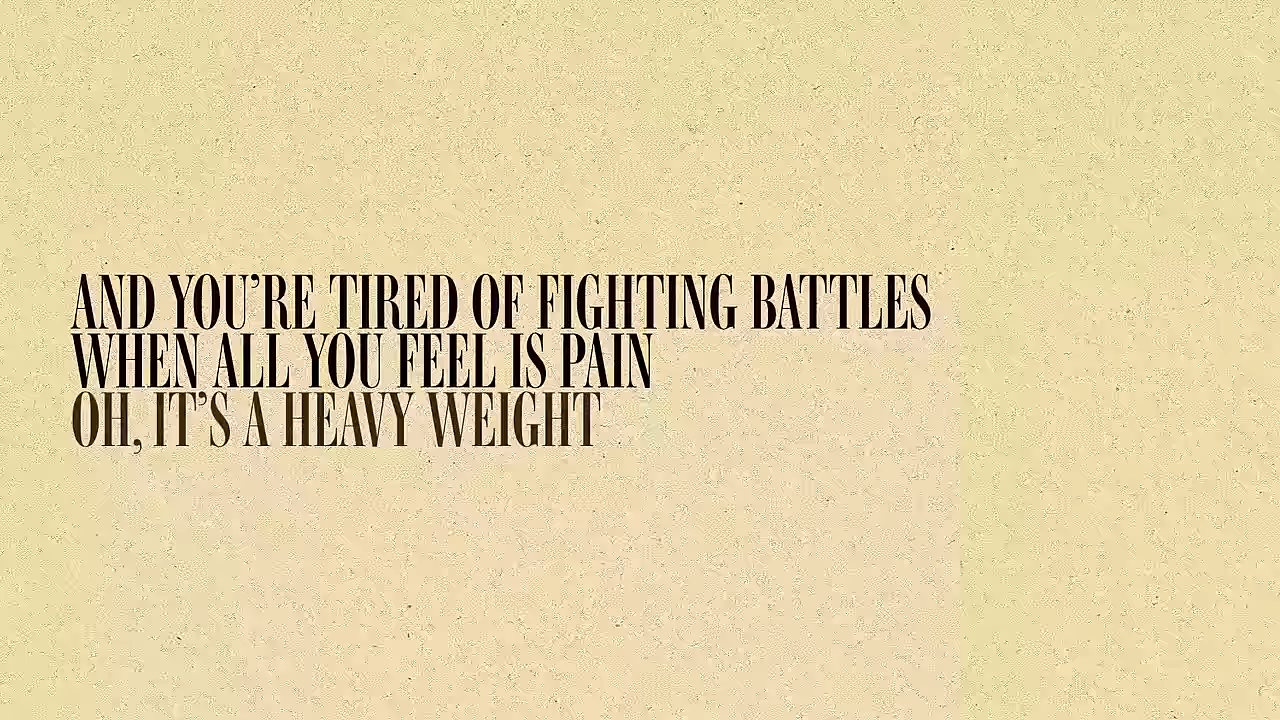 AND YOU’RE TIRED OF FIGHTING BATTLES
WHEN ALL YOU FEEL IS PAIN
OH, IT’S A HEAVY WEIGHT